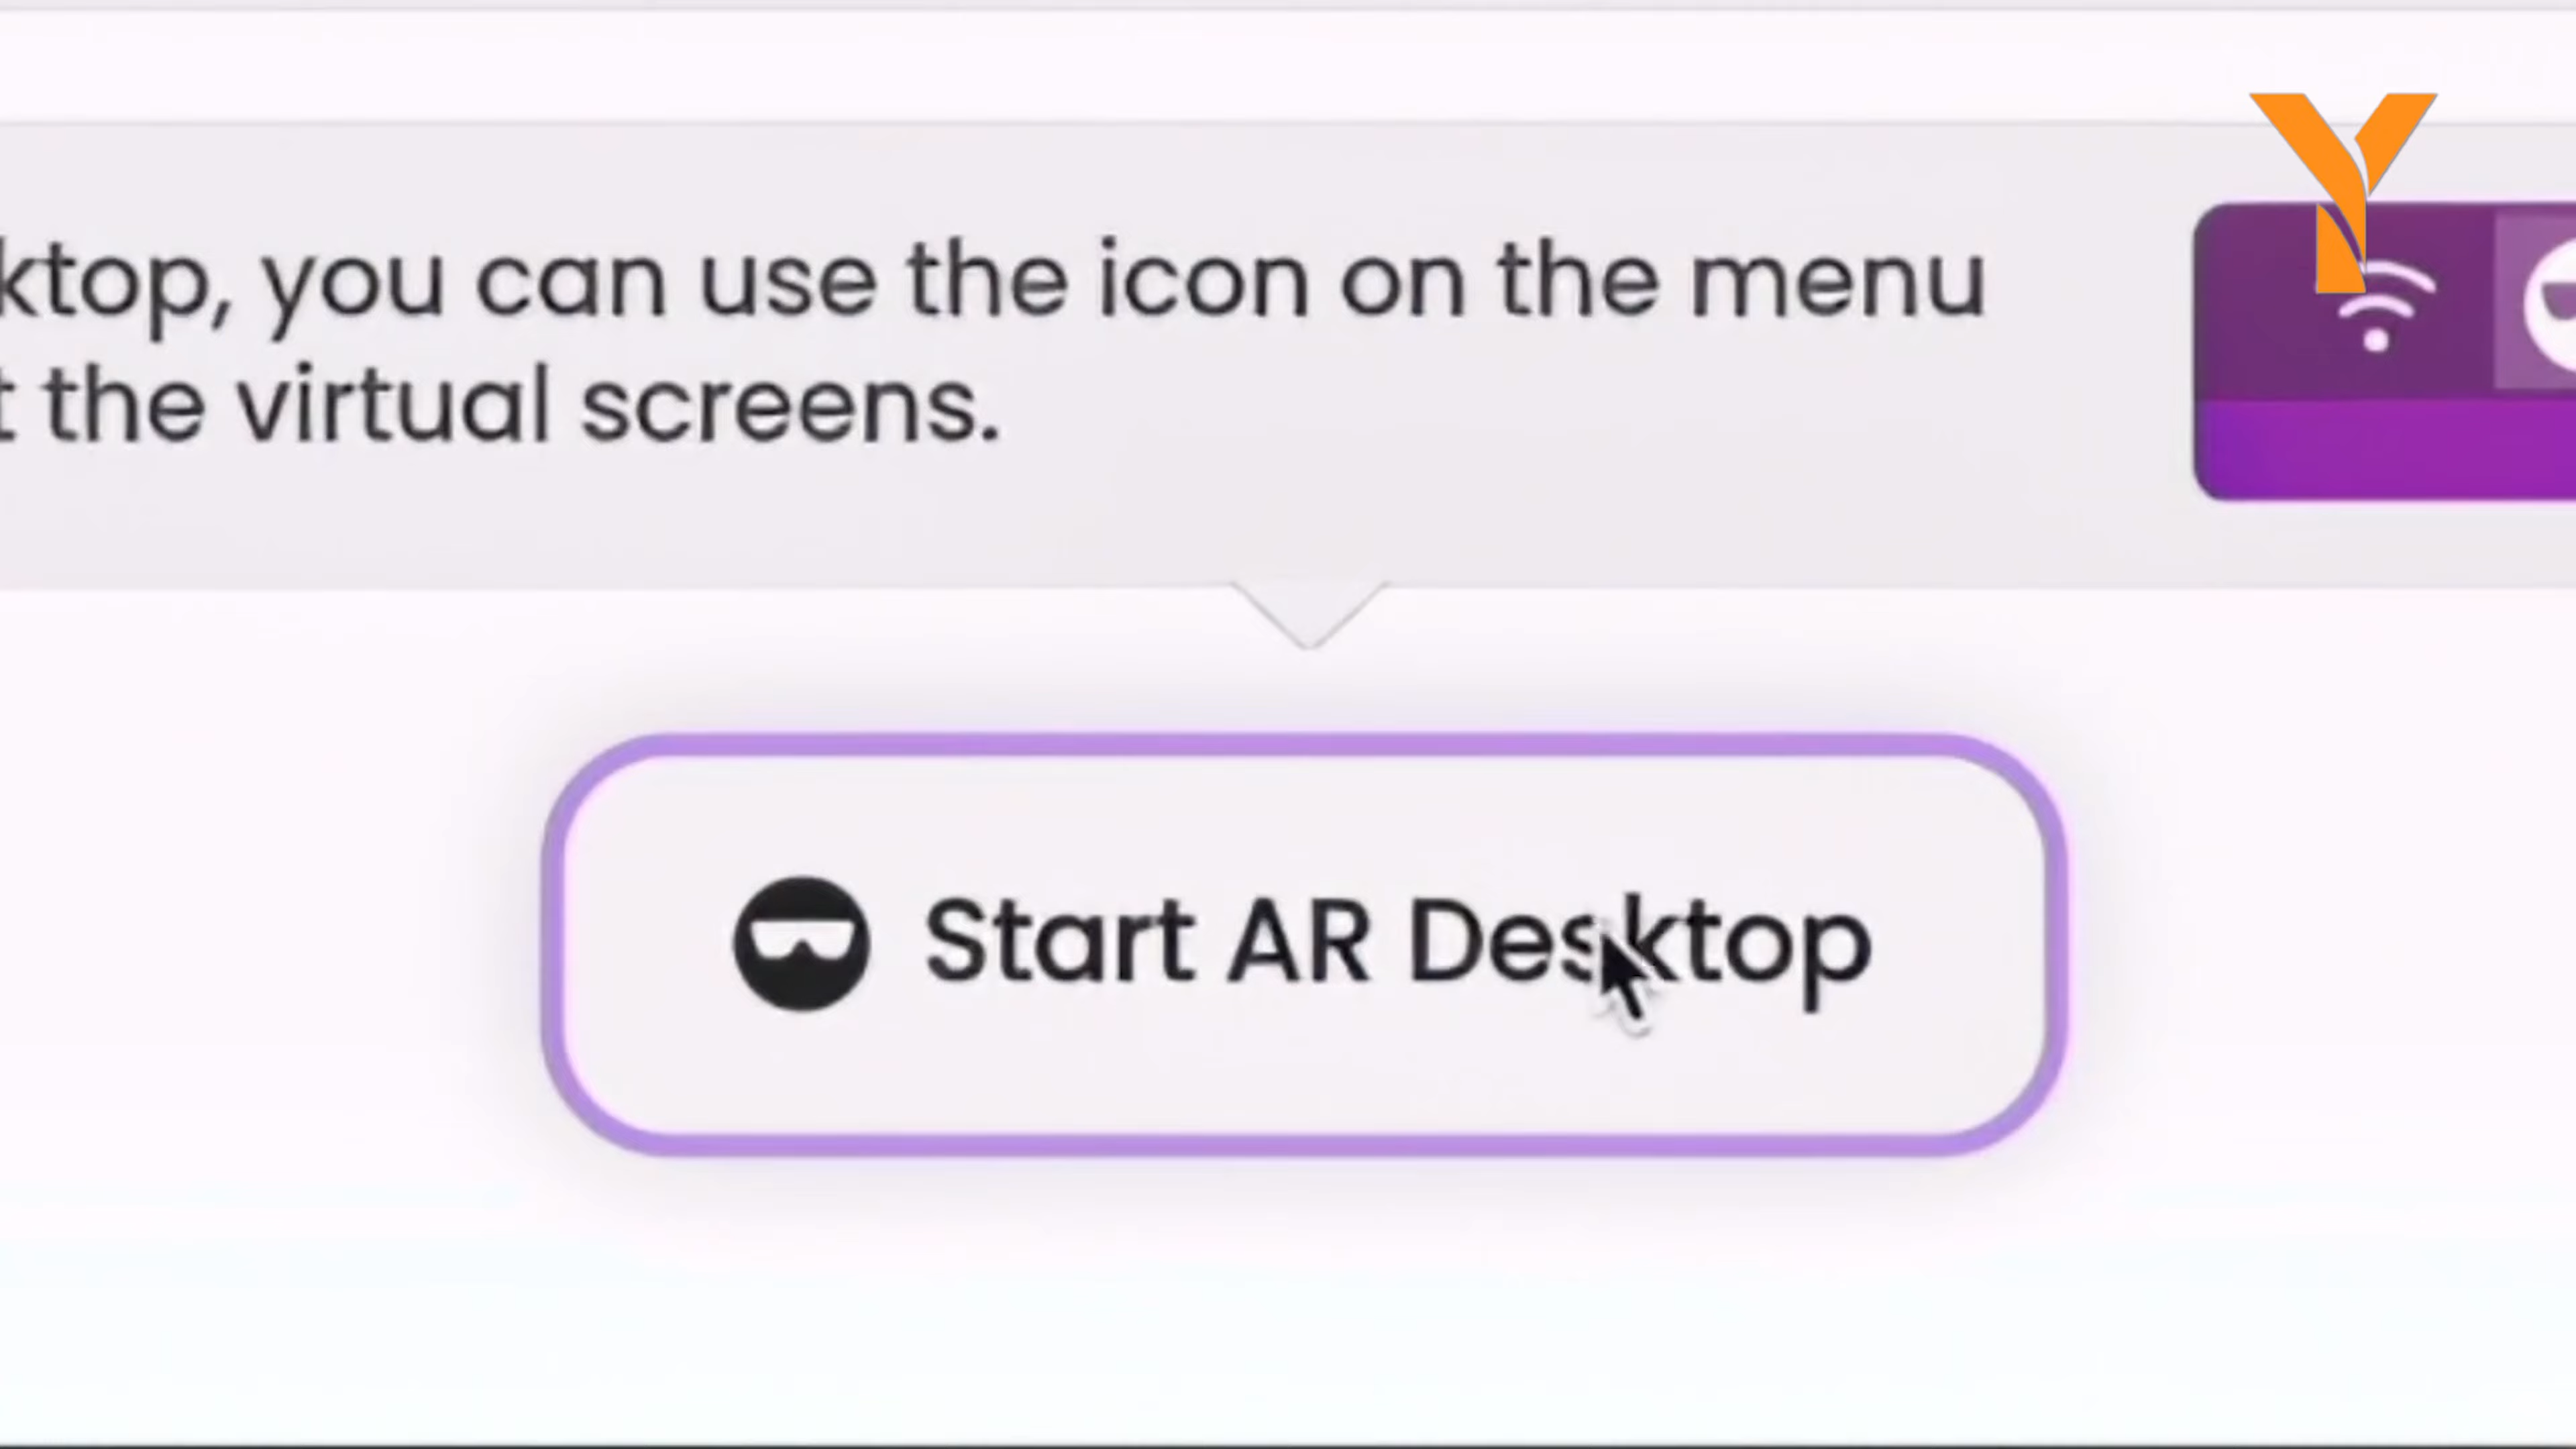 ktop, you can use the icon on the menu
t the virtual screens.
Start AR Desktop